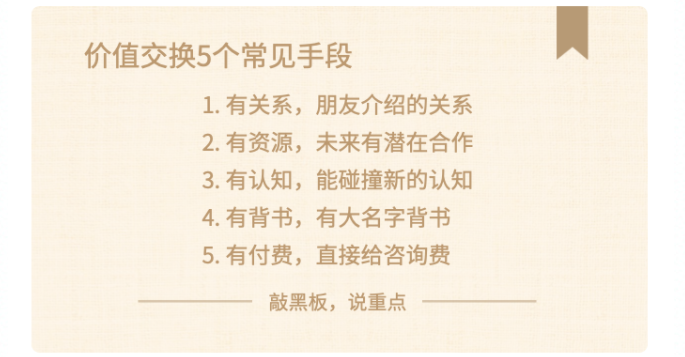 价值交换5个常见手段
1. 有关系，朋友介绍的关系
2. 有资源，未来有潜在合作
3. 有认知，能碰撞新的认知
4. 有背书，有大名字背书
5. 有付费，直接给咨询费
敲黑板，说重点